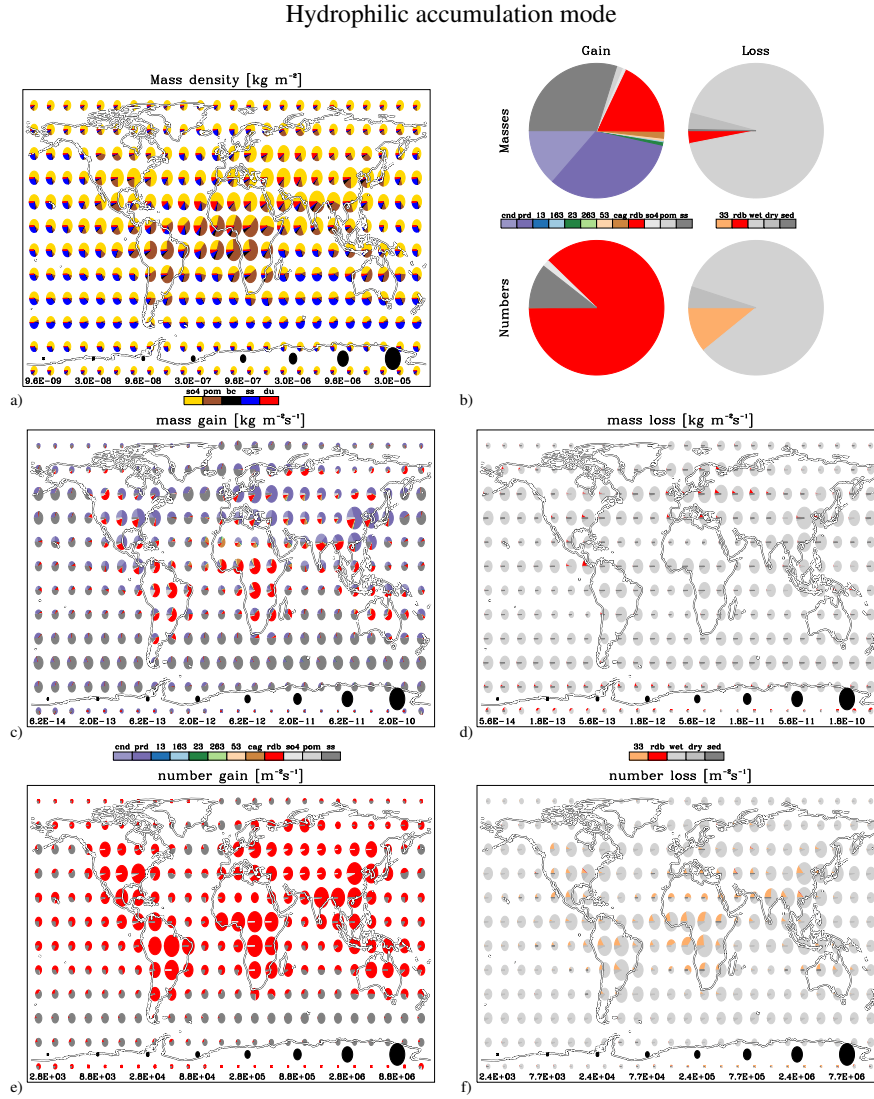 Hydrophilic accumulation mode
Mass density [kg m⁻²]
9.6E-09 3.0E-08 9.6E-08 3.0E-07 9.6E-07 3.0E-06 9.6E-06 3.0E-05
so4 pom bc ss du
a)
Gain Loss
Masses
cnd prd 13 163 23 263 53 cag rdb so4 pom ss
33 rdb wet dry sed
Numbers
b)
mass gain [kg m⁻²s⁻¹]
6.2E-14 2.0E-13 6.2E-13 2.0E-12 6.2E-12 2.0E-11 6.2E-11 2.0E-10
c)
mass loss [kg m⁻²s⁻¹]
5.6E-14 1.8E-13 5.6E-13 1.8E-12 5.6E-12 1.8E-11 5.6E-11 1.8E-10
d)
cnd prd 13 163 23 263 53 cag rdb so4 pom ss
33 rdb wet dry sed
number gain [m⁻²s⁻¹]
2.8E+03 8.8E+03 2.8E+04 8.8E+04 2.8E+05 8.8E+05 2.8E+06 8.8E+06
e)
number loss [m⁻²s⁻¹]
2.4E+03 7.7E+03 2.4E+04 7.7E+04 2.4E+05 7.7E+05 2.4E+06 7.7E+06
f)